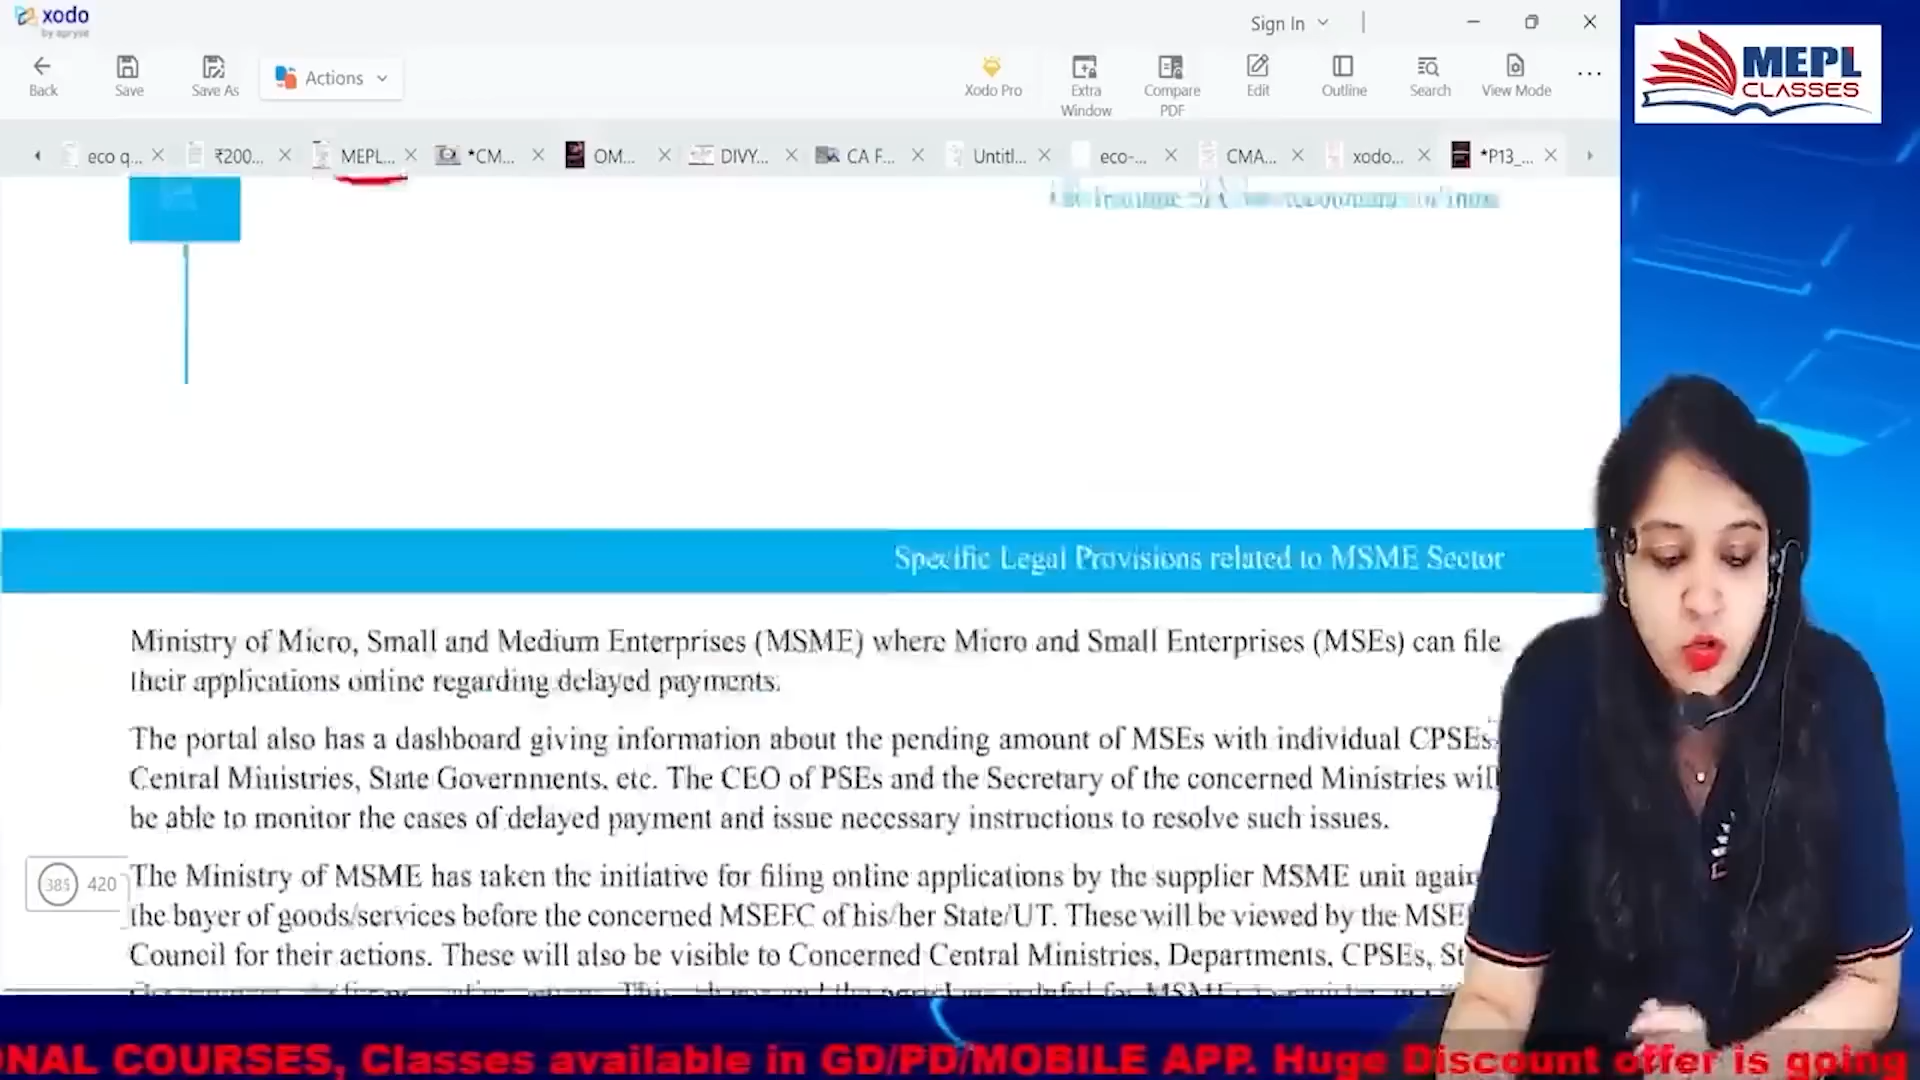 xodo
by apryse
Sign In
Back
Save
Save As
Actions
Xodo Pro
Extra Window
Compare PDF
Edit
Outline
Search
View Mode
eco q...
₹200...
MEPL...
*CM...
OM...
DIVY...
CA F...
Untitl...
eco-...
CMA...
xodo...
*P13_...
MEPL
CLASSES
Specific Legal Provisions related to MSME Sector
Ministry of Micro, Small and Medium Enterprises (MSME) where Micro and Small Enterprises (MSEs) can file
their applications online regarding delayed payments.
The portal also has a dashboard giving information about the pending amount of MSEs with individual CPSEs,
Central Ministries, State Governments, etc. The CEO of PSEs and the Secretary of the concerned Ministries will
be able to monitor the cases of delayed payment and issue necessary instructions to resolve such issues.
385 420
The Ministry of MSME has taken the initiative for filing online applications by the supplier MSME unit again
the buyer of goods/services before the concerned MSEFC of his/her State/UT. These will be viewed by the MSE
Council for their actions. These will also be visible to Concerned Central Ministries, Departments, CPSEs, St
ONAL COURSES, Classes available in GD/PD/MOBILE APP. Huge Discount offer is going